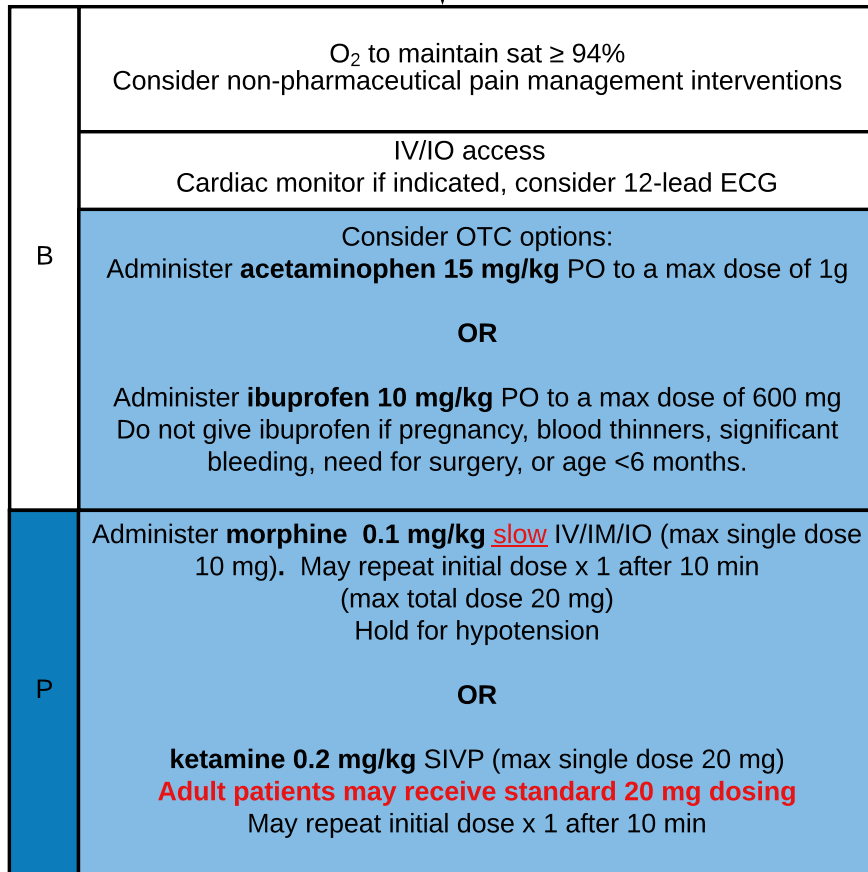 O₂ to maintain sat ≥ 94%
Consider non-pharmaceutical pain management interventions
IV/IO access
Cardiac monitor if indicated, consider 12-lead ECG
B
Consider OTC options:
Administer acetaminophen 15 mg/kg PO to a max dose of 1g
OR
Administer ibuprofen 10 mg/kg PO to a max dose of 600 mg
Do not give ibuprofen if pregnancy, blood thinners, significant
bleeding, need for surgery, or age <6 months.
Administer morphine  0.1 mg/kg slow IV/IM/IO (max single dose
10 mg).  May repeat initial dose x 1 after 10 min
(max total dose 20 mg)
Hold for hypotension
P
OR
ketamine 0.2 mg/kg SIVP (max single dose 20 mg)
Adult patients may receive standard 20 mg dosing
May repeat initial dose x 1 after 10 min